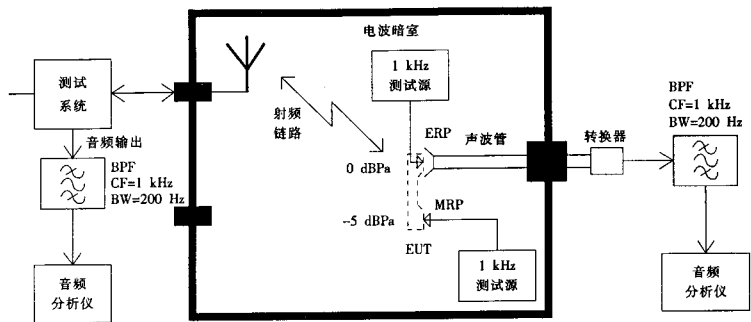 电波暗室
1 kHz
测试源
测试
系统
音频输出
BPF
CF=1 kHz
BW=200 Hz
音频
分析仪
射频
链路
ERP
声波管
0 dBPa
MRP
-5 dBPa
EUT
1 kHz
测试源
转换器
BPF
CF=1 kHz
BW=200 Hz
音频
分析仪